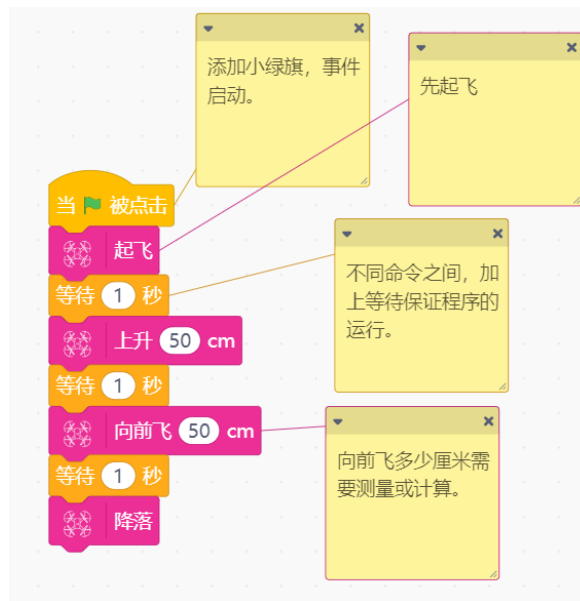 添加小绿旗，事件
启动。
先起飞
当 被点击
起飞
等待 1 秒
不同命令之间，加
上等待保证程序的
运行。
上升 50 cm
等待 1 秒
向前飞 50 cm
向前飞多少厘米需
要测量或计算。
等待 1 秒
降落